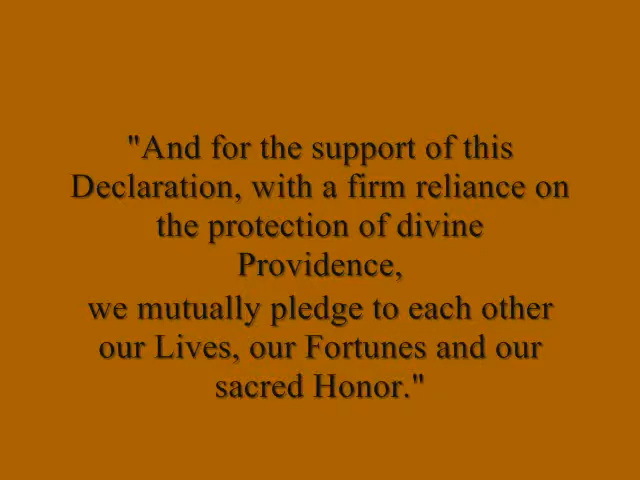 "And for the support of this
Declaration, with a firm reliance on
the protection of divine
Providence,
we mutually pledge to each other
our Lives, our Fortunes and our
sacred Honor."